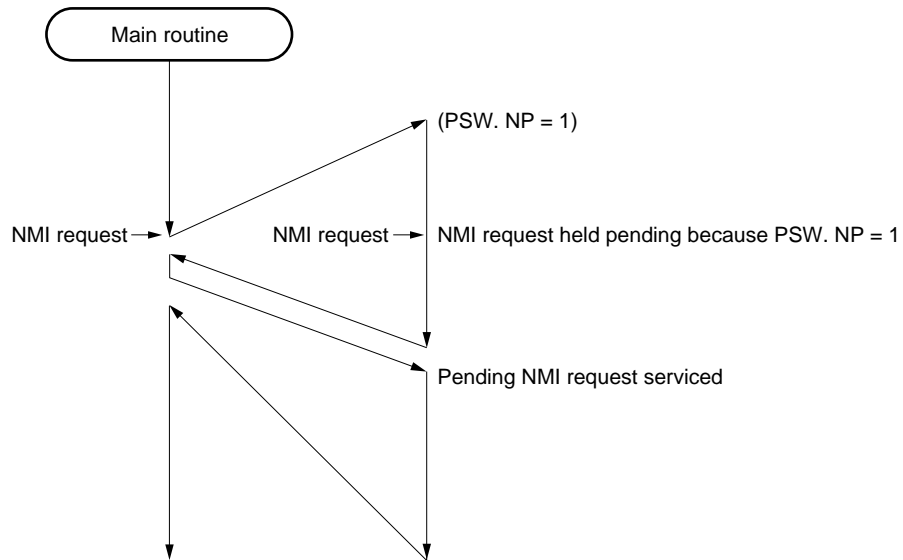 Main routine
(PSW. NP = 1)
NMI request
NMI request
NMI request held pending because PSW. NP = 1
Pending NMI request serviced